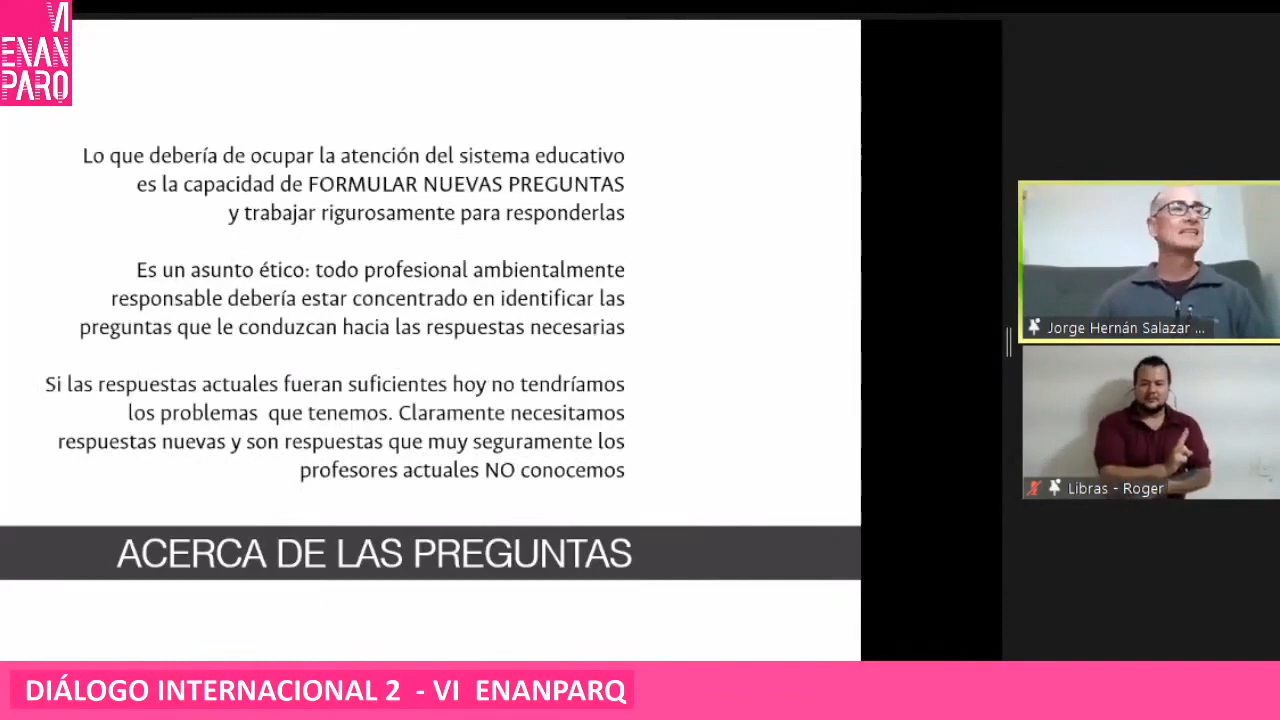 VI
ENAN
PARQ
Lo que debería de ocupar la atención del sistema educativo
es la capacidad de FORMULAR NUEVAS PREGUNTAS
y trabajar rigurosamente para responderlas
Es un asunto ético: todo profesional ambientalmente
responsable debería estar concentrado en identificar las
preguntas que le conduzcan hacia las respuestas necesarias
Si las respuestas actuales fueran suficientes hoy no tendríamos
los problemas que tenemos. Claramente necesitamos
respuestas nuevas y son respuestas que muy seguramente los
profesores actuales NO conocemos
ACERCA DE LAS PREGUNTAS
Jorge Hernán Salazar ...
Libras - Roger
DIÁLOGO INTERNACIONAL 2 - VI ENANPARQ